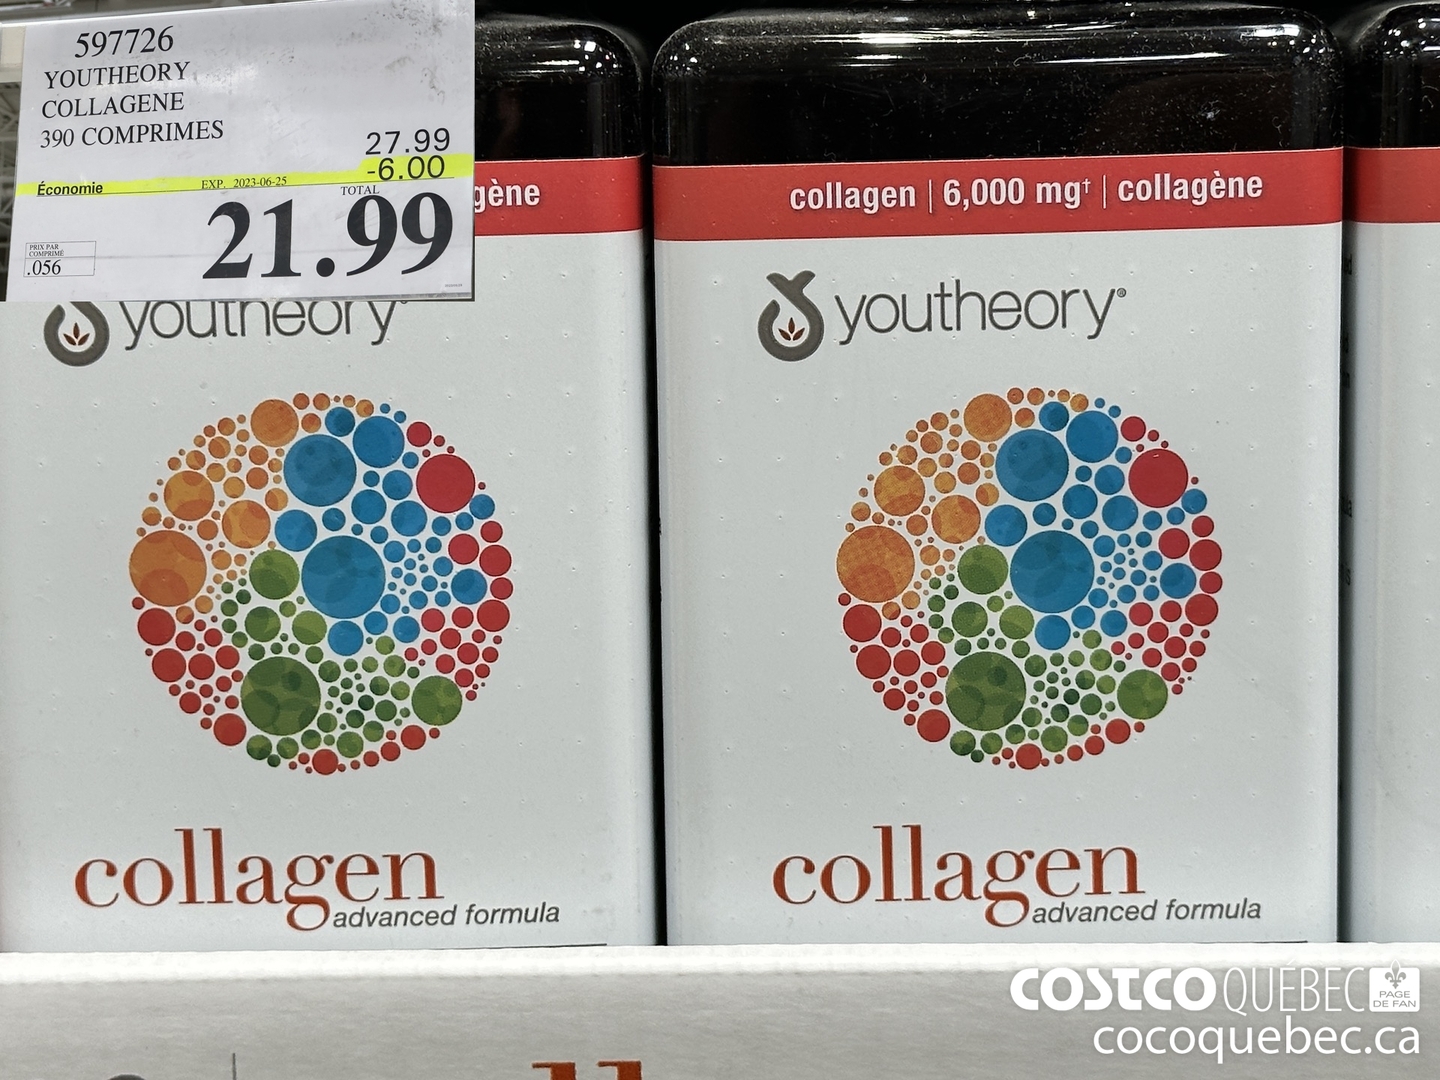 597726
YOUTHEORY
COLLAGENE
390 COMPRIMES
27.99
-6.00
Économie EXP. 2023-06-25 TOTAL
21.99
PRIX PAR
COMPRIMÉ
.056
gène
youtheory
collagen
advanced formula
collagen | 6,000 mg† | collagène
youtheory®
collagen
advanced formula
COSTCO QUÉBEC
PAGE
DE FAN
cocoquebec.ca